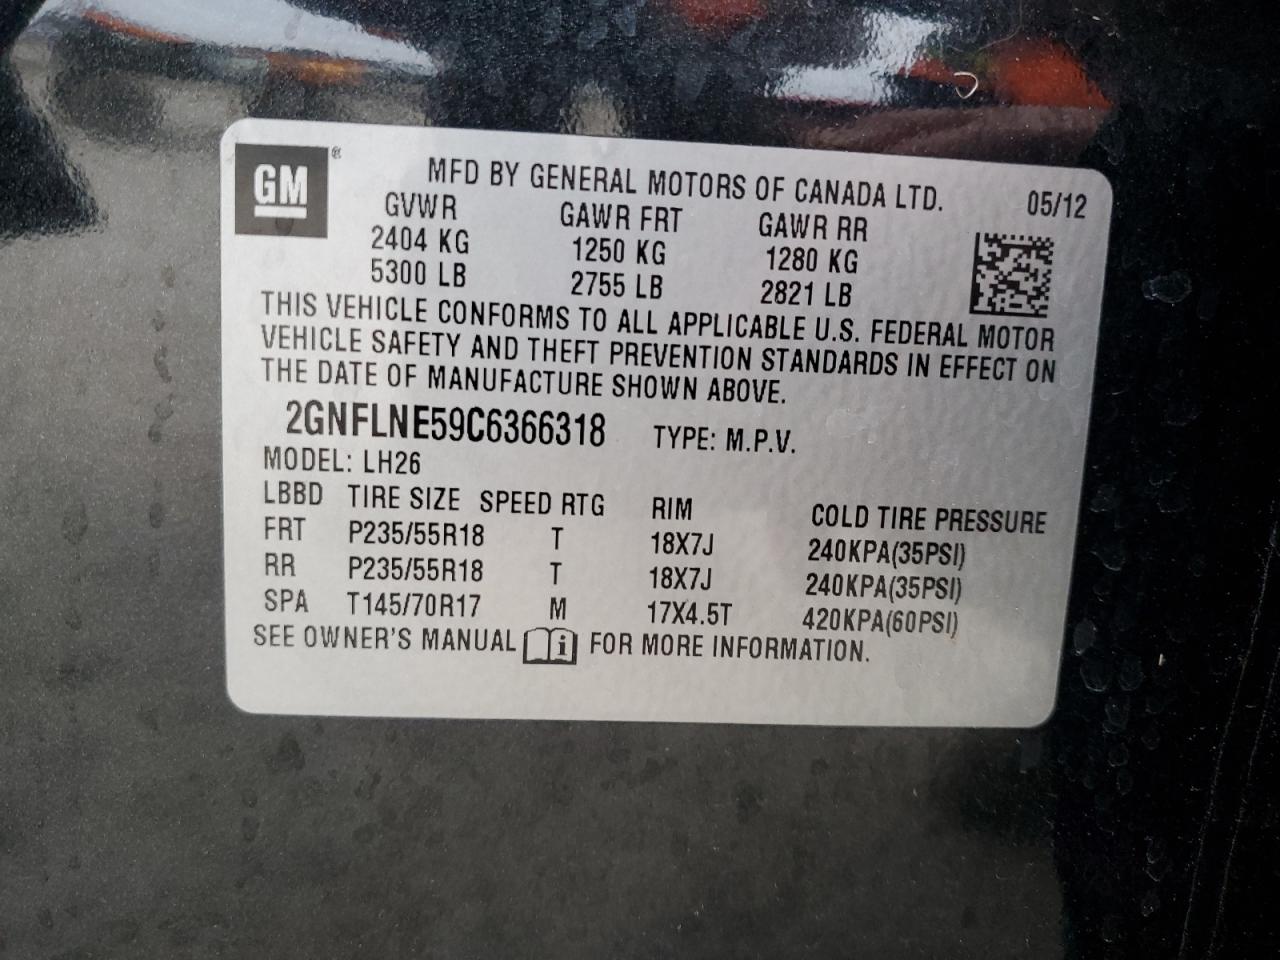 GM ®
MFD BY GENERAL MOTORS OF CANADA LTD. 05/12
GVWR GAWR FRT GAWR RR
2404 KG 1250 KG 1280 KG
5300 LB 2755 LB 2821 LB
THIS VEHICLE CONFORMS TO ALL APPLICABLE U.S. FEDERAL MOTOR
VEHICLE SAFETY AND THEFT PREVENTION STANDARDS IN EFFECT ON
THE DATE OF MANUFACTURE SHOWN ABOVE.
2GNFLNE59C6366318 TYPE: M.P.V.
MODEL: LH26
LBBD TIRE SIZE SPEED RTG RIM COLD TIRE PRESSURE
FRT P235/55R18 T 18X7J 240KPA(35PSI)
RR P235/55R18 T 18X7J 240KPA(35PSI)
SPA T145/70R17 M 17X4.5T 420KPA(60PSI)
SEE OWNER'S MANUAL i FOR MORE INFORMATION.